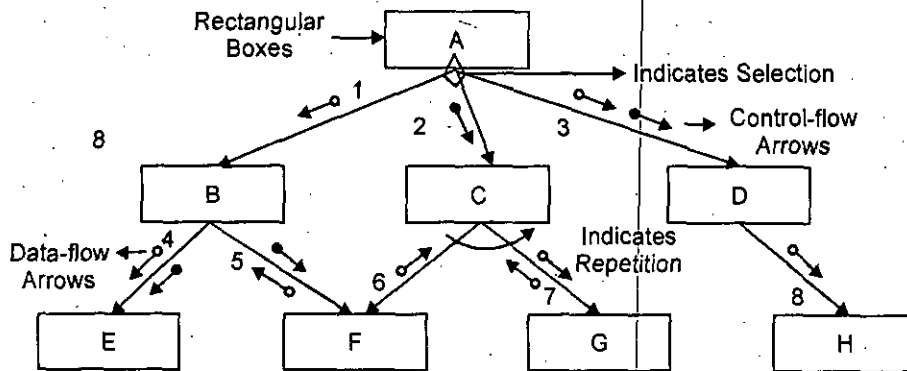 Rectangular
Boxes
A
Indicates Selection
1
2
3
Control-flow
Arrows
8
B
C
D
Data-flow
Arrows
4
5
6
7
Indicates
Repetition
8
E
F
G
H